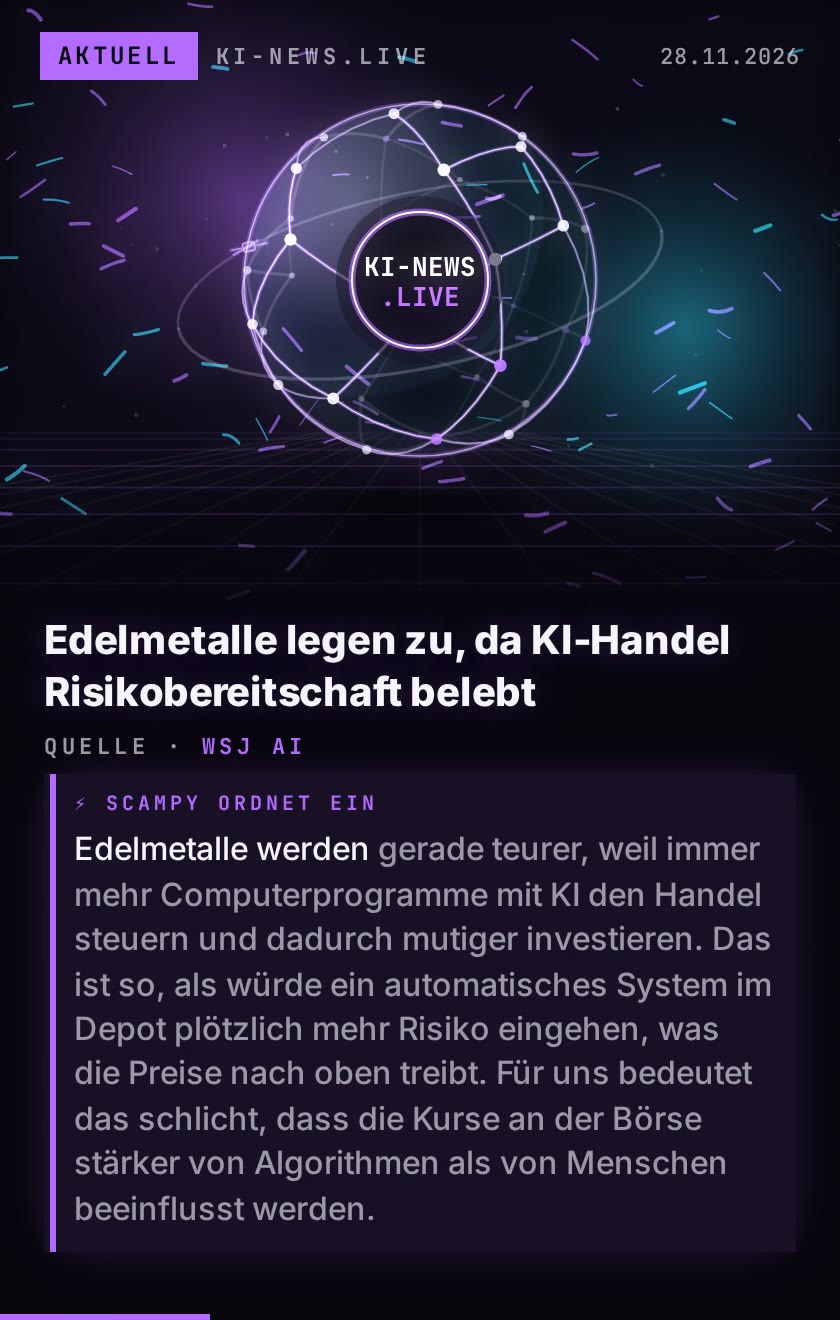 AKTUELL KI-NEWS.LIVE 28.11.2026
KI-NEWS
.LIVE
Edelmetalle legen zu, da KI-Handel
Risikobereitschaft belebt
QUELLE · WSJ AI
⚡ SCAMPY ORDNET EIN
Edelmetalle werden gerade teurer, weil immer
mehr Computerprogramme mit KI den Handel
steuern und dadurch mutiger investieren. Das
ist so, als würde ein automatisches System im
Depot plötzlich mehr Risiko eingehen, was
die Preise nach oben treibt. Für uns bedeutet
das schlicht, dass die Kurse an der Börse
stärker von Algorithmen als von Menschen
beeinflusst werden.